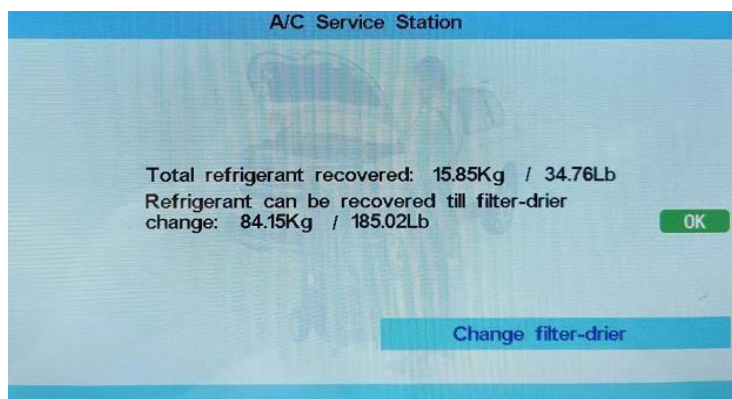 A/C Service Station
Total refrigerant recovered: 15.85Kg / 34.76Lb
Refrigerant can be recovered till filter-drier
change: 84.15Kg / 185.02Lb
OK
Change filter-drier